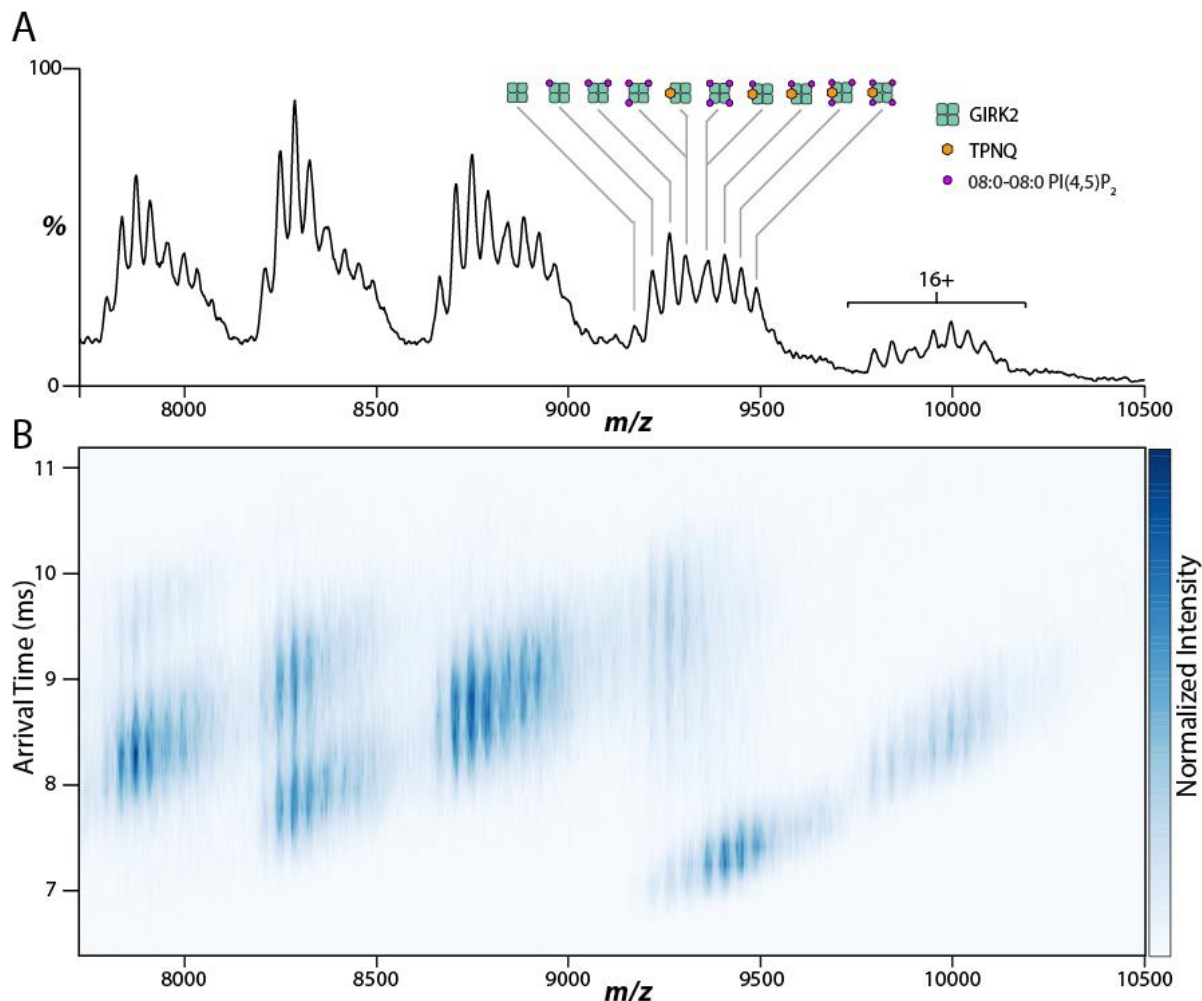 A
100
%
0
GIRK2
TPNQ
08:0-08:0 PI(4,5)P2
16+
8000 8500 9000 9500 10000 10500
m/z
B
11
10
9
8
7
Arrival Time (ms)
Normalized Intensity
8000 8500 9000 9500 10000 10500
m/z